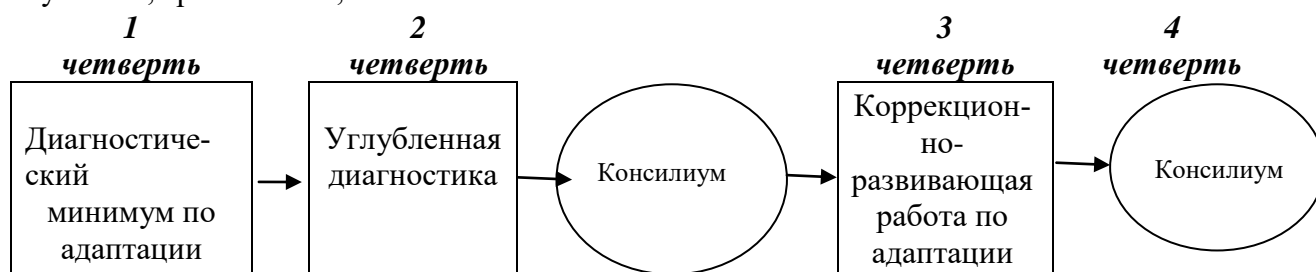 1
четверть
2
четверть
3
четверть
4
четверть
Диагностиче-
ский
минимум по
адаптации
Углубленная
диагностика
Консилиум
Коррекцион-
но-
развивающая
работа по
адаптации
Консилиум